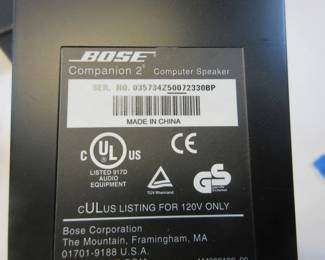 BOSE
Companion 2® Computer Speaker
SER. NO. 035734Z50072330BP
MADE IN CHINA
C UL US
LISTED 917D
AUDIO
EQUIPMENT
TÜV Rheinland
CE
GS
CULUS LISTING FOR 120V ONLY
Bose Corporation
The Mountain, Framingham, MA
01701-9188 U.S.A.